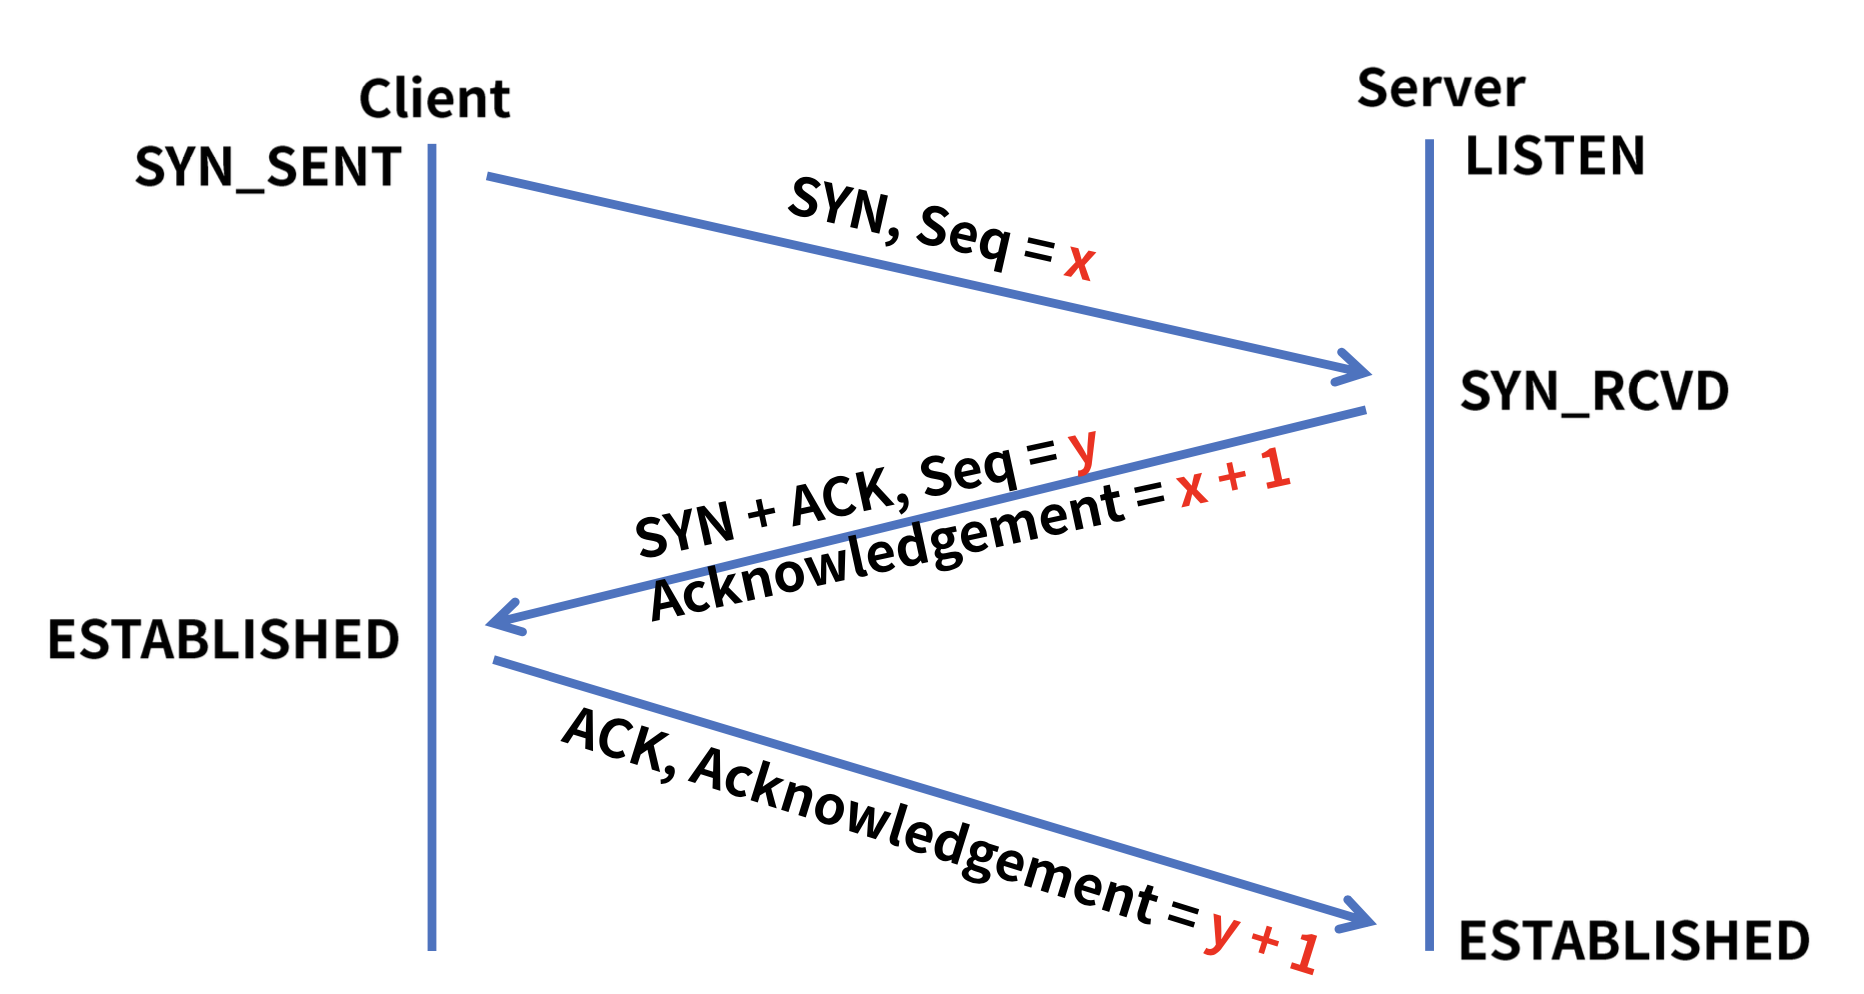 Client
Server
SYN_SENT
LISTEN
SYN, Seq = x
SYN_RCVD
SYN + ACK, Seq = y
Acknowledgement = x + 1
ESTABLISHED
ACK, Acknowledgement = y + 1
ESTABLISHED